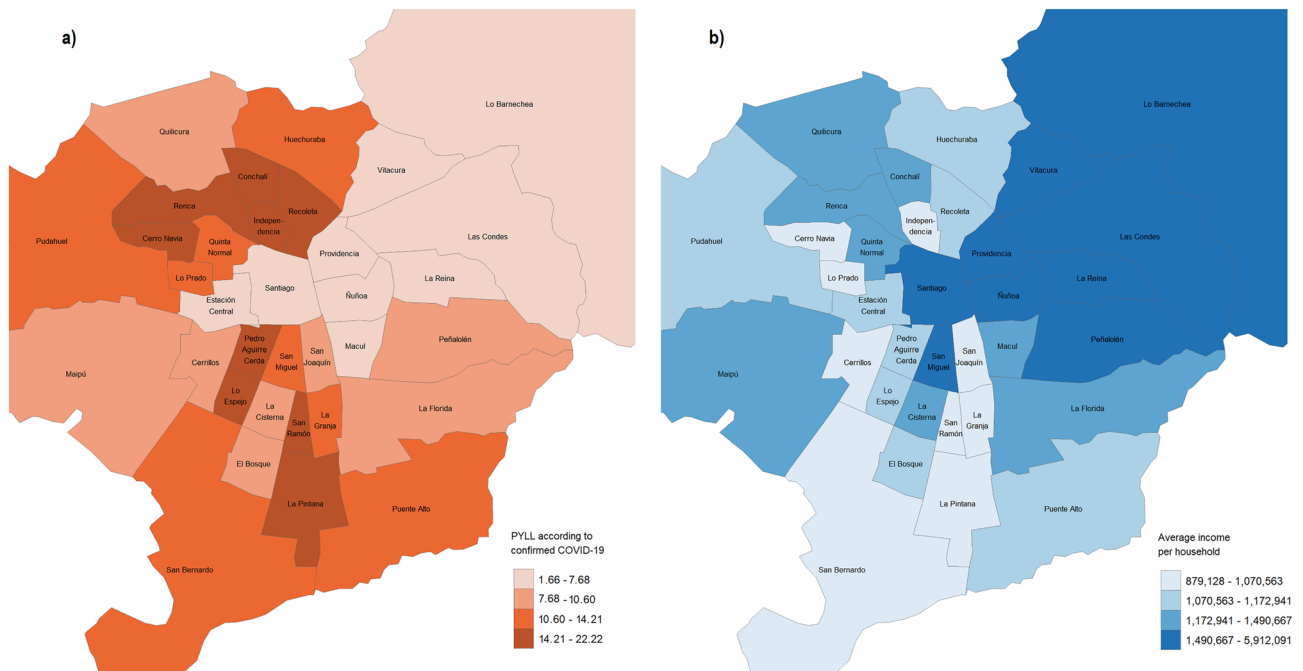 a)
Lo Barnechea
Quilicura
Huechuraba
Vitacura
Conchalí
Renca
Recoleta
Indepen-
dencia
Las Condes
Pudahuel
Cerro Navia
Quinta
Normal
Providencia
Lo Prado
La Reina
Santiago
Estación
Central
Ñuñoa
Pedro
Aguirre
Cerda
San
Miguel
San
Joaquín
Macul
Peñalolén
Cerrillos
Maipú
Lo
Espejo
La
Cisterna
La Florida
San
Ramón
La
Granja
El Bosque
La Pintana
Puente Alto
San Bernardo
PYLL according to
confirmed COVID-19
1.66 - 7.68
7.68 - 10.60
10.60 - 14.21
14.21 - 22.22
b)
Lo Barnechea
Quilicura
Huechuraba
Vitacura
Conchalí
Renca
Recoleta
Indepen-
dencia
Las Condes
Pudahuel
Cerro Navia
Quinta
Normal
Providencia
Lo Prado
La Reina
Santiago
Estación
Central
Ñuñoa
Pedro
Aguirre
Cerda
San
Miguel
San
Joaquín
Macul
Peñalolén
Cerrillos
Maipú
Lo
Espejo
La
Cisterna
La Florida
San
Ramón
La
Granja
El Bosque
La Pintana
Puente Alto
San Bernardo
Average income
per household
879,128 - 1,070,563
1,070,563 - 1,172,941
1,172,941 - 1,490,667
1,490,667 - 5,912,091